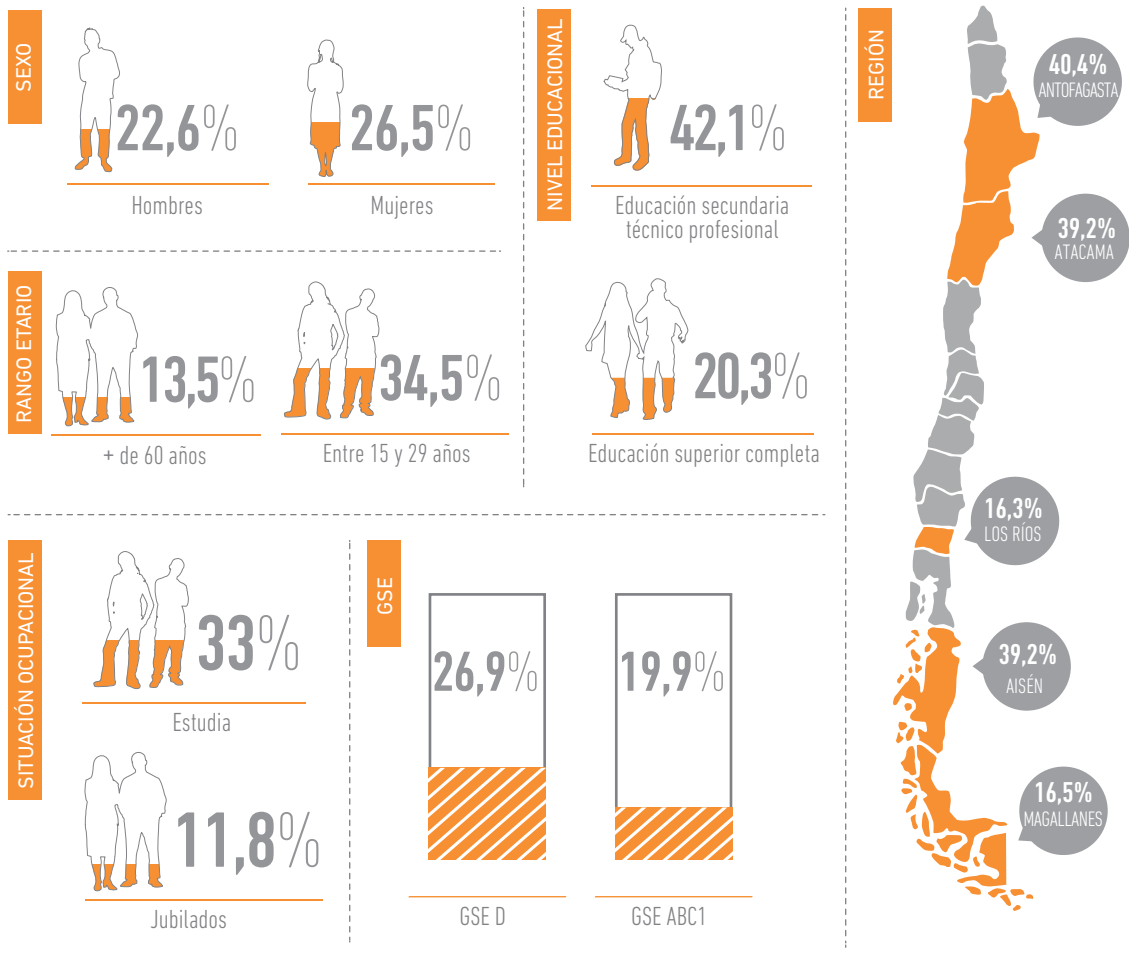 SEXO
22,6%
Hombres
26,5%
Mujeres
RANGO ETARIO
13,5%
+ de 60 años
34,5%
Entre 15 y 29 años
NIVEL EDUCACIONAL
42,1%
Educación secundaria
técnico profesional
20,3%
Educación superior completa
SITUACIÓN OCUPACIONAL
33%
Estudia
11,8%
Jubilados
GSE
26,9%
GSE D
19,9%
GSE ABC1
REGIÓN
40,4%
ANTOFAGASTA
39,2%
ATACAMA
16,3%
LOS RÍOS
39,2%
AISÉN
16,5%
MAGALLANES